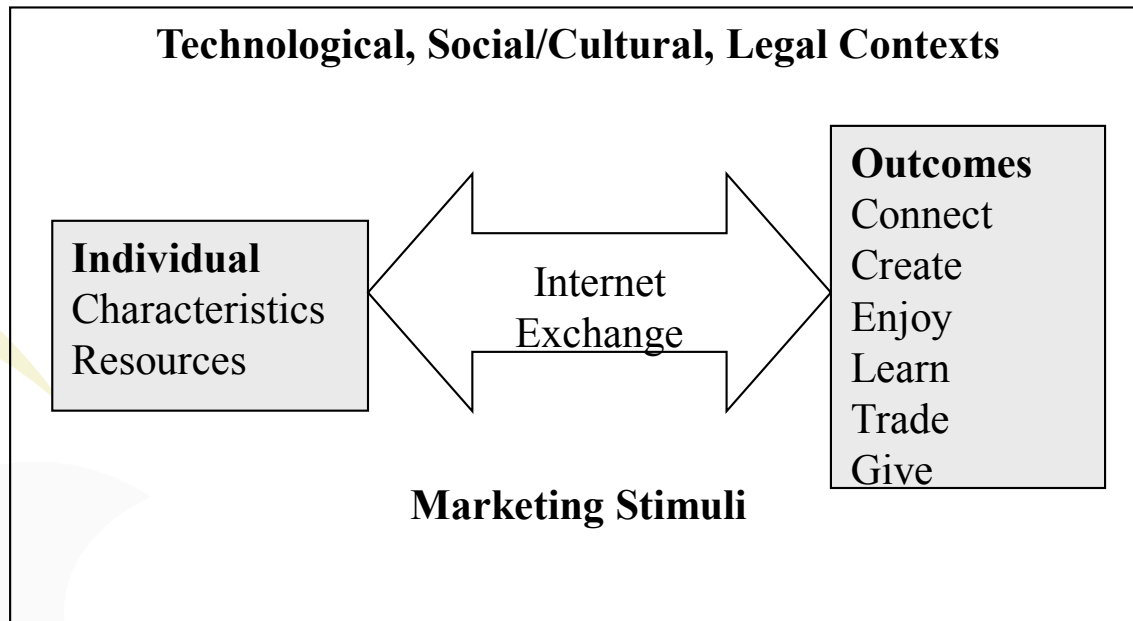 Technological, Social/Cultural, Legal Contexts
Individual
Characteristics
Resources
Internet
Exchange
Outcomes
Connect
Create
Enjoy
Learn
Trade
Give
Marketing Stimuli